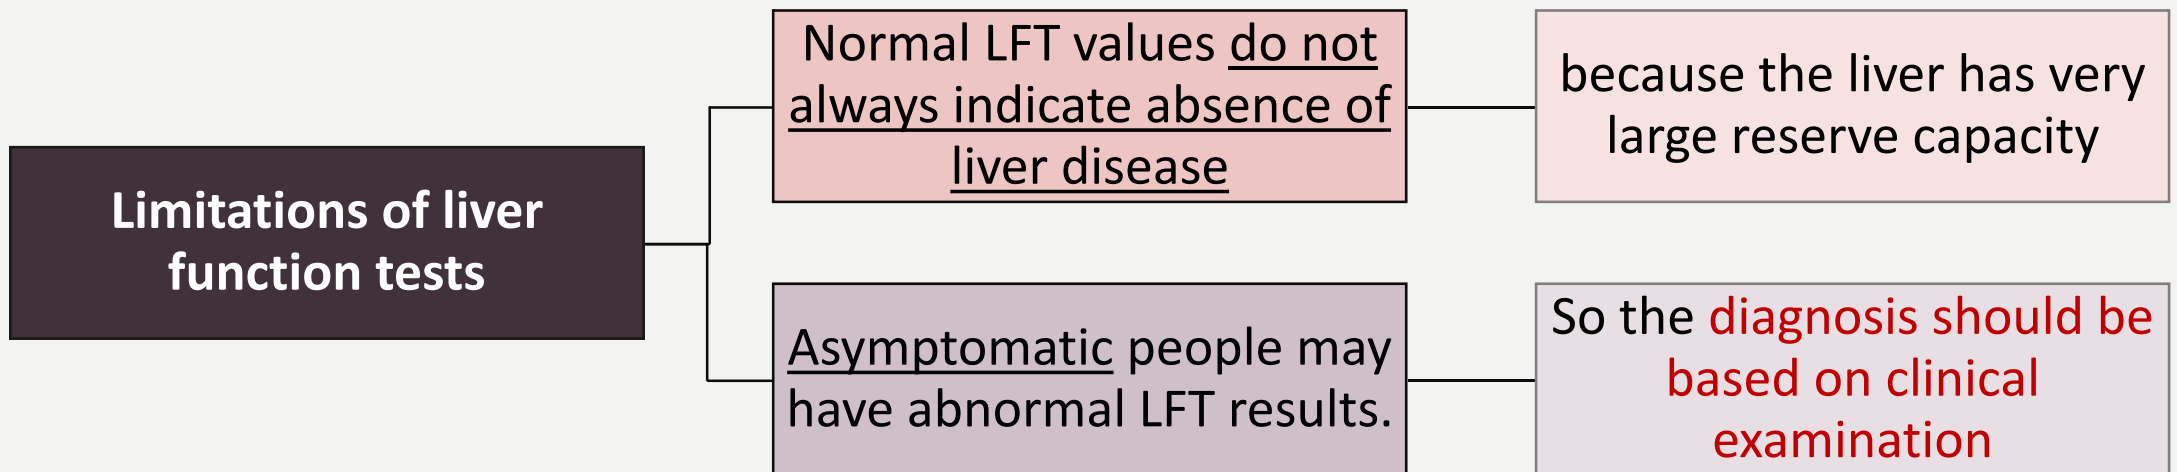 Limitations of liver
function tests
Normal LFT values do not
always indicate absence of
liver disease
because the liver has very
large reserve capacity
Asymptomatic people may
have abnormal LFT results.
So the diagnosis should be
based on clinical
examination